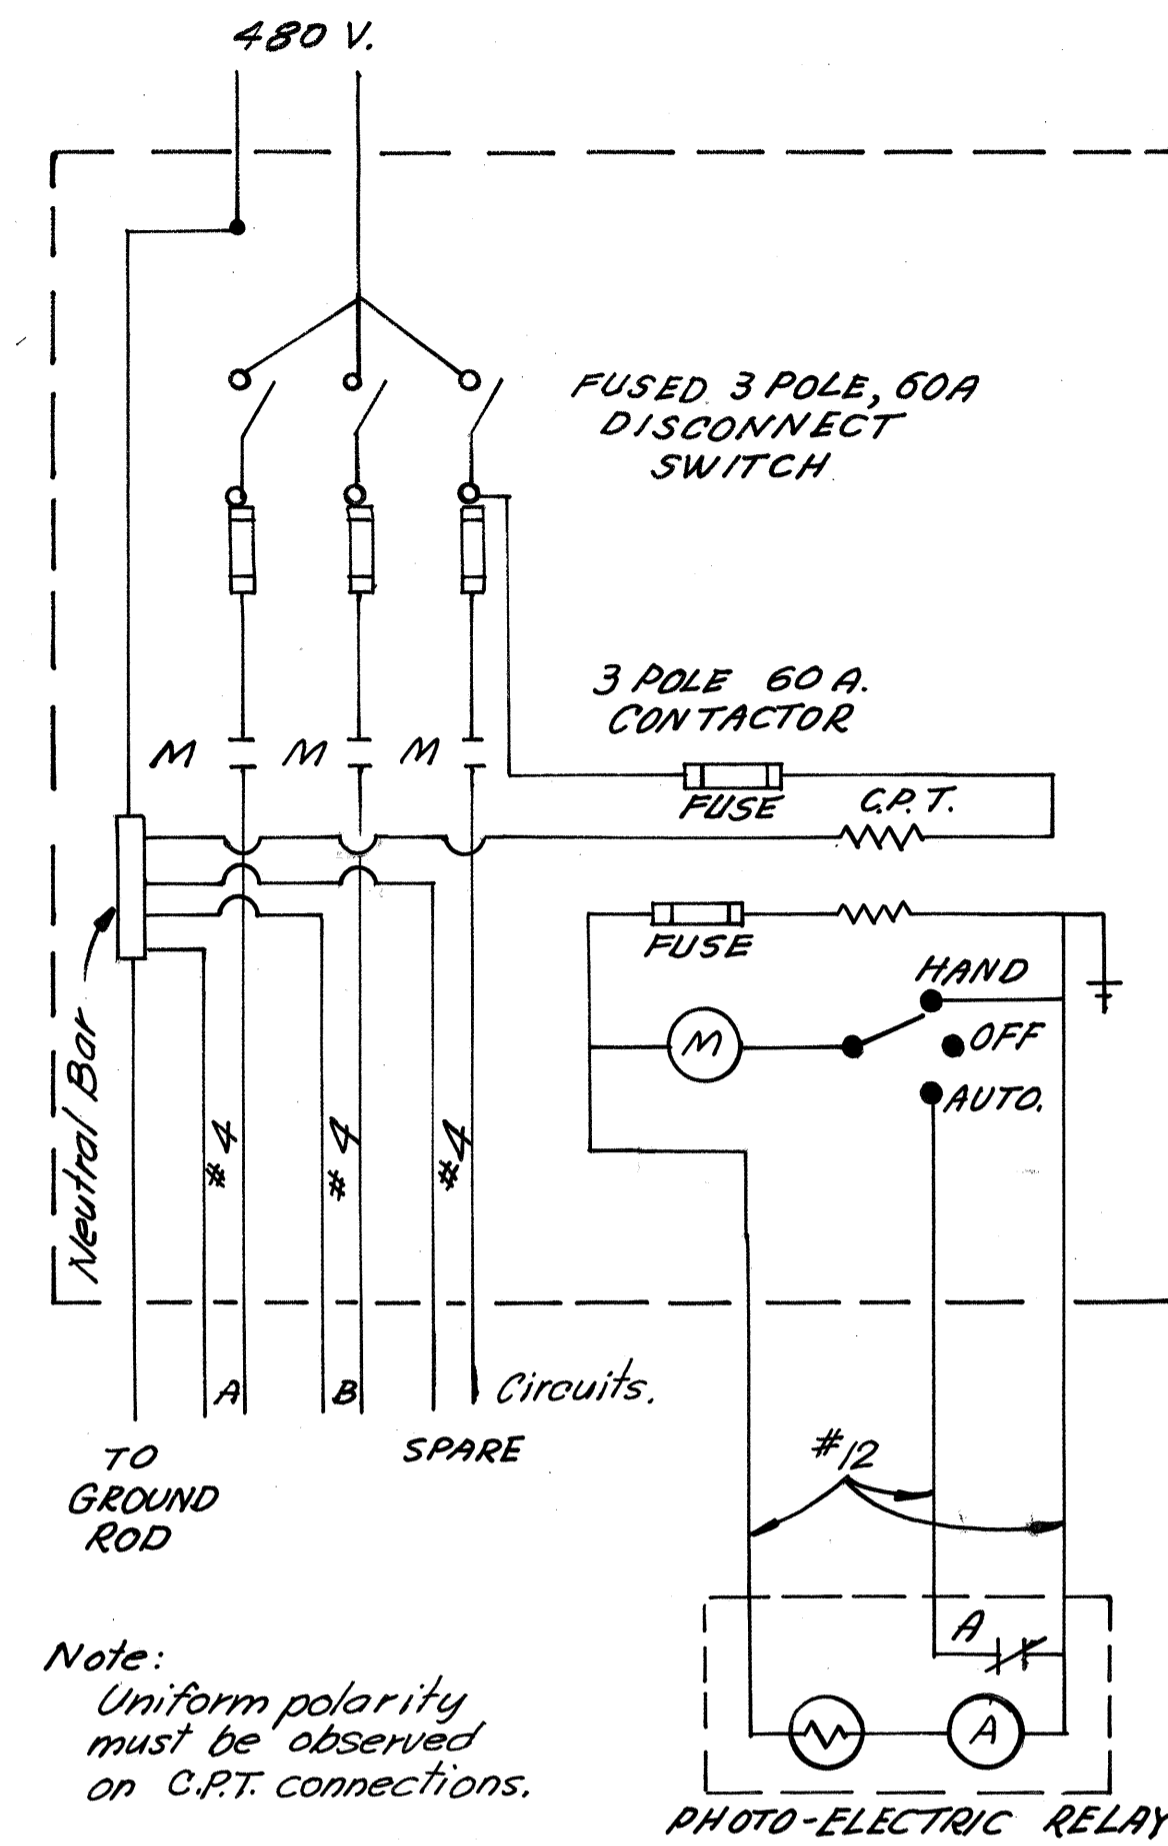 480 V.
FUSED 3 POLE, 60A
DISCONNECT
SWITCH
3 POLE 60 A.
CONTACTOR
M
M
M
FUSE
C.P.T.
FUSE
HAND
M
OFF
AUTO.
Neutral Bar
#4
#4
#4
A
B
Circuits.
TO
GROUND
ROD
SPARE
#12
Note:
Uniform polarity
must be observed
on C.P.T. connections.
A
A
PHOTO-ELECTRIC RELAY